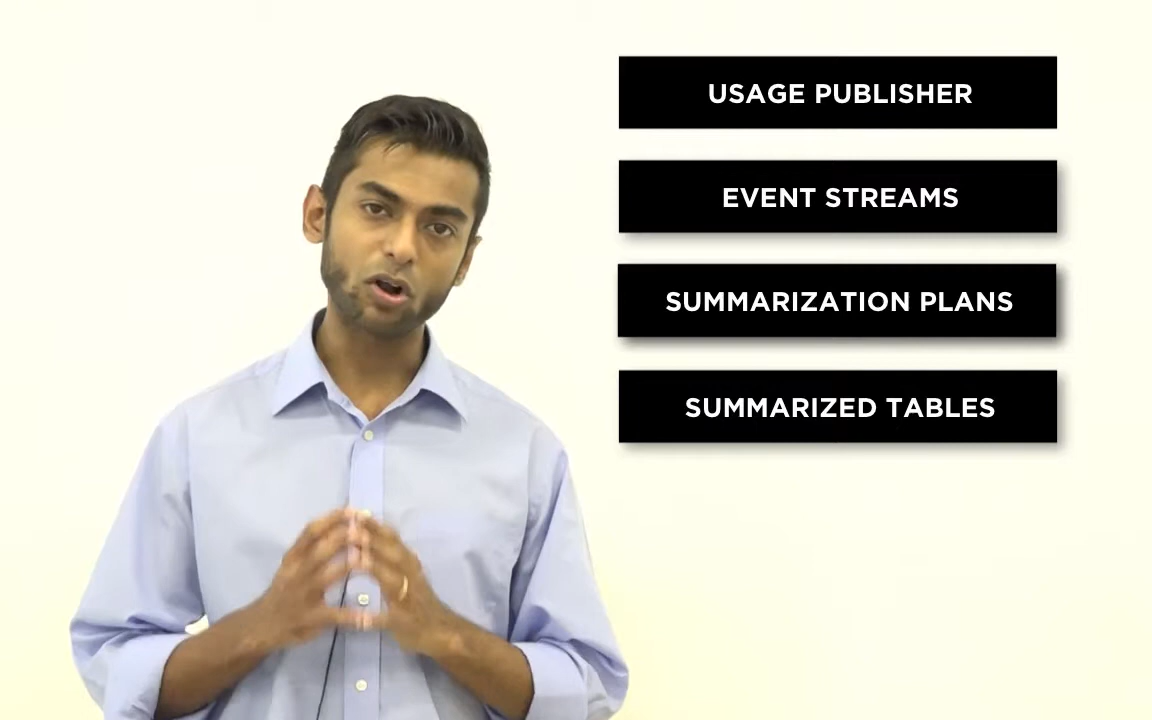 USAGE PUBLISHER
EVENT STREAMS
SUMMARIZATION PLANS
SUMMARIZED TABLES